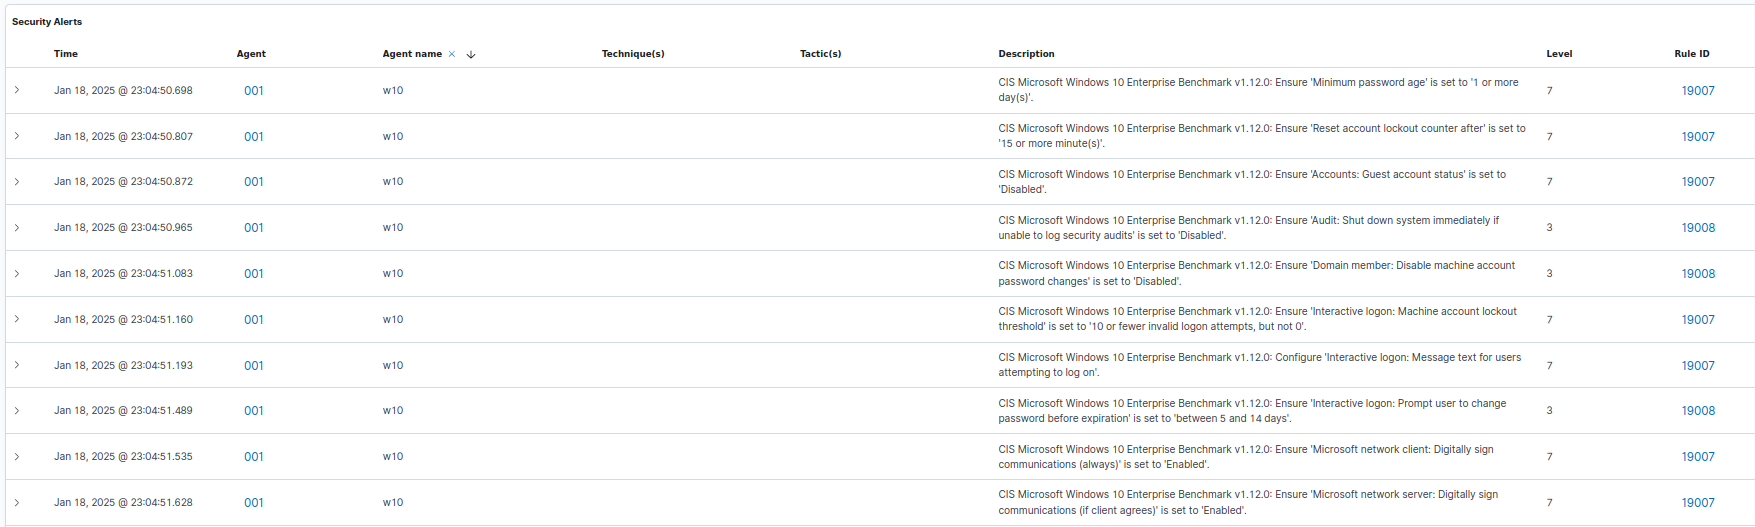 Security Alerts
Time Agent Agent name × ↓ Technique(s) Tactic(s) Description Level Rule ID
Jan 18, 2025 @ 23:04:50.698 001 w10 CIS Microsoft Windows 10 Enterprise Benchmark v1.12.0: Ensure 'Minimum password age' is set to '1 or more 7 19007
day(s)'.
Jan 18, 2025 @ 23:04:50.807 001 w10 CIS Microsoft Windows 10 Enterprise Benchmark v1.12.0: Ensure 'Reset account lockout counter after' is set to 7 19007
'15 or more minute(s)'.
Jan 18, 2025 @ 23:04:50.872 001 w10 CIS Microsoft Windows 10 Enterprise Benchmark v1.12.0: Ensure 'Accounts: Guest account status' is set to 7 19007
'Disabled'.
Jan 18, 2025 @ 23:04:50.965 001 w10 CIS Microsoft Windows 10 Enterprise Benchmark v1.12.0: Ensure 'Audit: Shut down system immediately if 3 19008
unable to log security audits' is set to 'Disabled'.
Jan 18, 2025 @ 23:04:51.083 001 w10 CIS Microsoft Windows 10 Enterprise Benchmark v1.12.0: Ensure 'Domain member: Disable machine account 3 19008
password changes' is set to 'Disabled'.
Jan 18, 2025 @ 23:04:51.160 001 w10 CIS Microsoft Windows 10 Enterprise Benchmark v1.12.0: Ensure 'Interactive logon: Machine account lockout 7 19007
threshold' is set to '10 or fewer invalid logon attempts, but not 0'.
Jan 18, 2025 @ 23:04:51.193 001 w10 CIS Microsoft Windows 10 Enterprise Benchmark v1.12.0: Configure 'Interactive logon: Message text for users 7 19007
attempting to log on'.
Jan 18, 2025 @ 23:04:51.489 001 w10 CIS Microsoft Windows 10 Enterprise Benchmark v1.12.0: Ensure 'Interactive logon: Prompt user to change 3 19008
password before expiration' is set to 'between 5 and 14 days'.
Jan 18, 2025 @ 23:04:51.535 001 w10 CIS Microsoft Windows 10 Enterprise Benchmark v1.12.0: Ensure 'Microsoft network client: Digitally sign 7 19007
communications (always)' is set to 'Enabled'.
Jan 18, 2025 @ 23:04:51.628 001 w10 CIS Microsoft Windows 10 Enterprise Benchmark v1.12.0: Ensure 'Microsoft network server: Digitally sign 7 19007
communications (if client agrees)' is set to 'Enabled'.